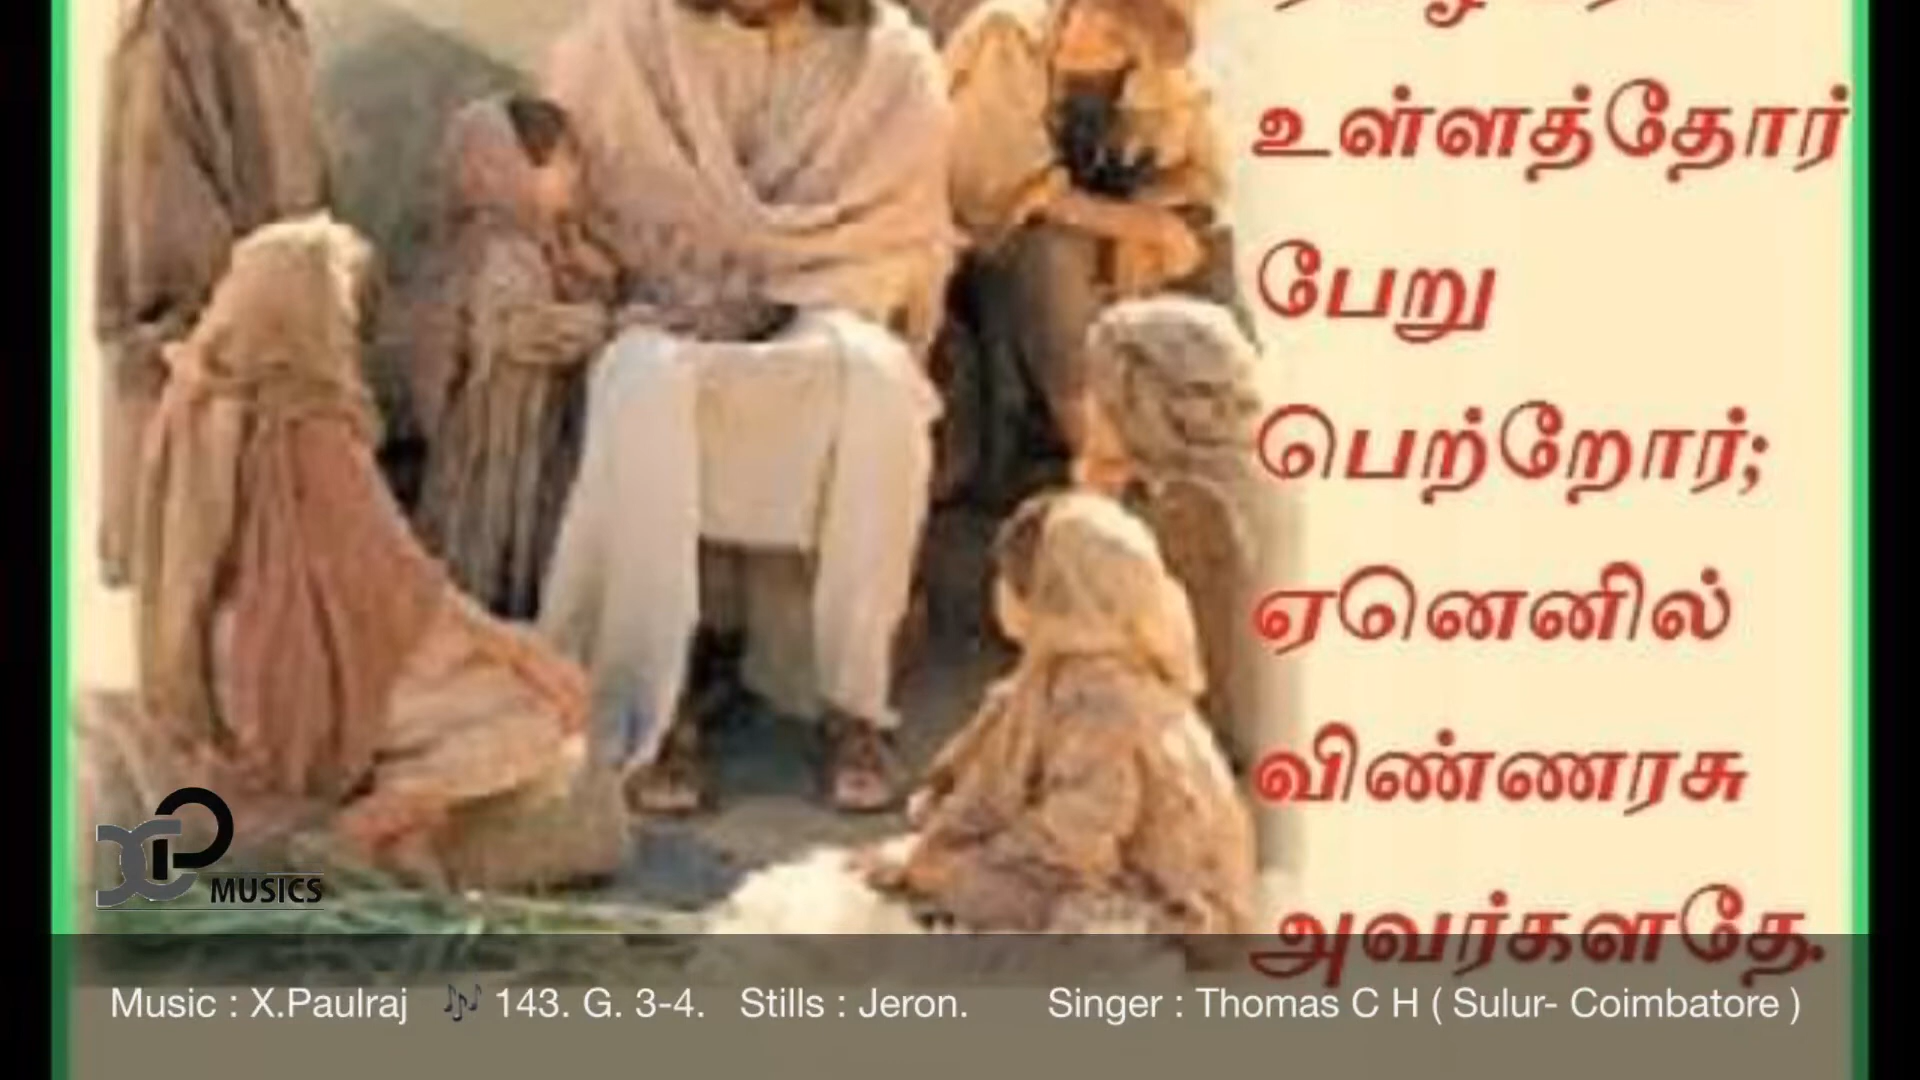 உள்ளத்தோர்
பேறு
பெற்றோர்;
ஏனெனில்
விண்ணரசு
அவர்களதே.
MUSICS
Music : X.Paulraj 🎶 143. G. 3-4. Stills : Jeron. Singer : Thomas C H ( Sulur- Coimbatore )